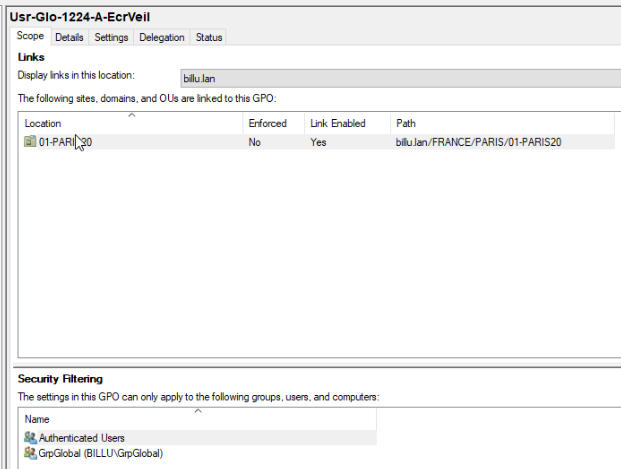 Usr-Glo-1224-A-EcrVeil
Scope Details Settings Delegation Status
Links
Display links in this location: billu.lan
The following sites, domains, and OUs are linked to this GPO:
Location Enforced Link Enabled Path
01-PARIS20 No Yes billu.lan/FRANCE/PARIS/01-PARIS20
Security Filtering
The settings in this GPO can only apply to the following groups, users, and computers:
Name
Authenticated Users
GrpGlobal (BILLU\GrpGlobal)